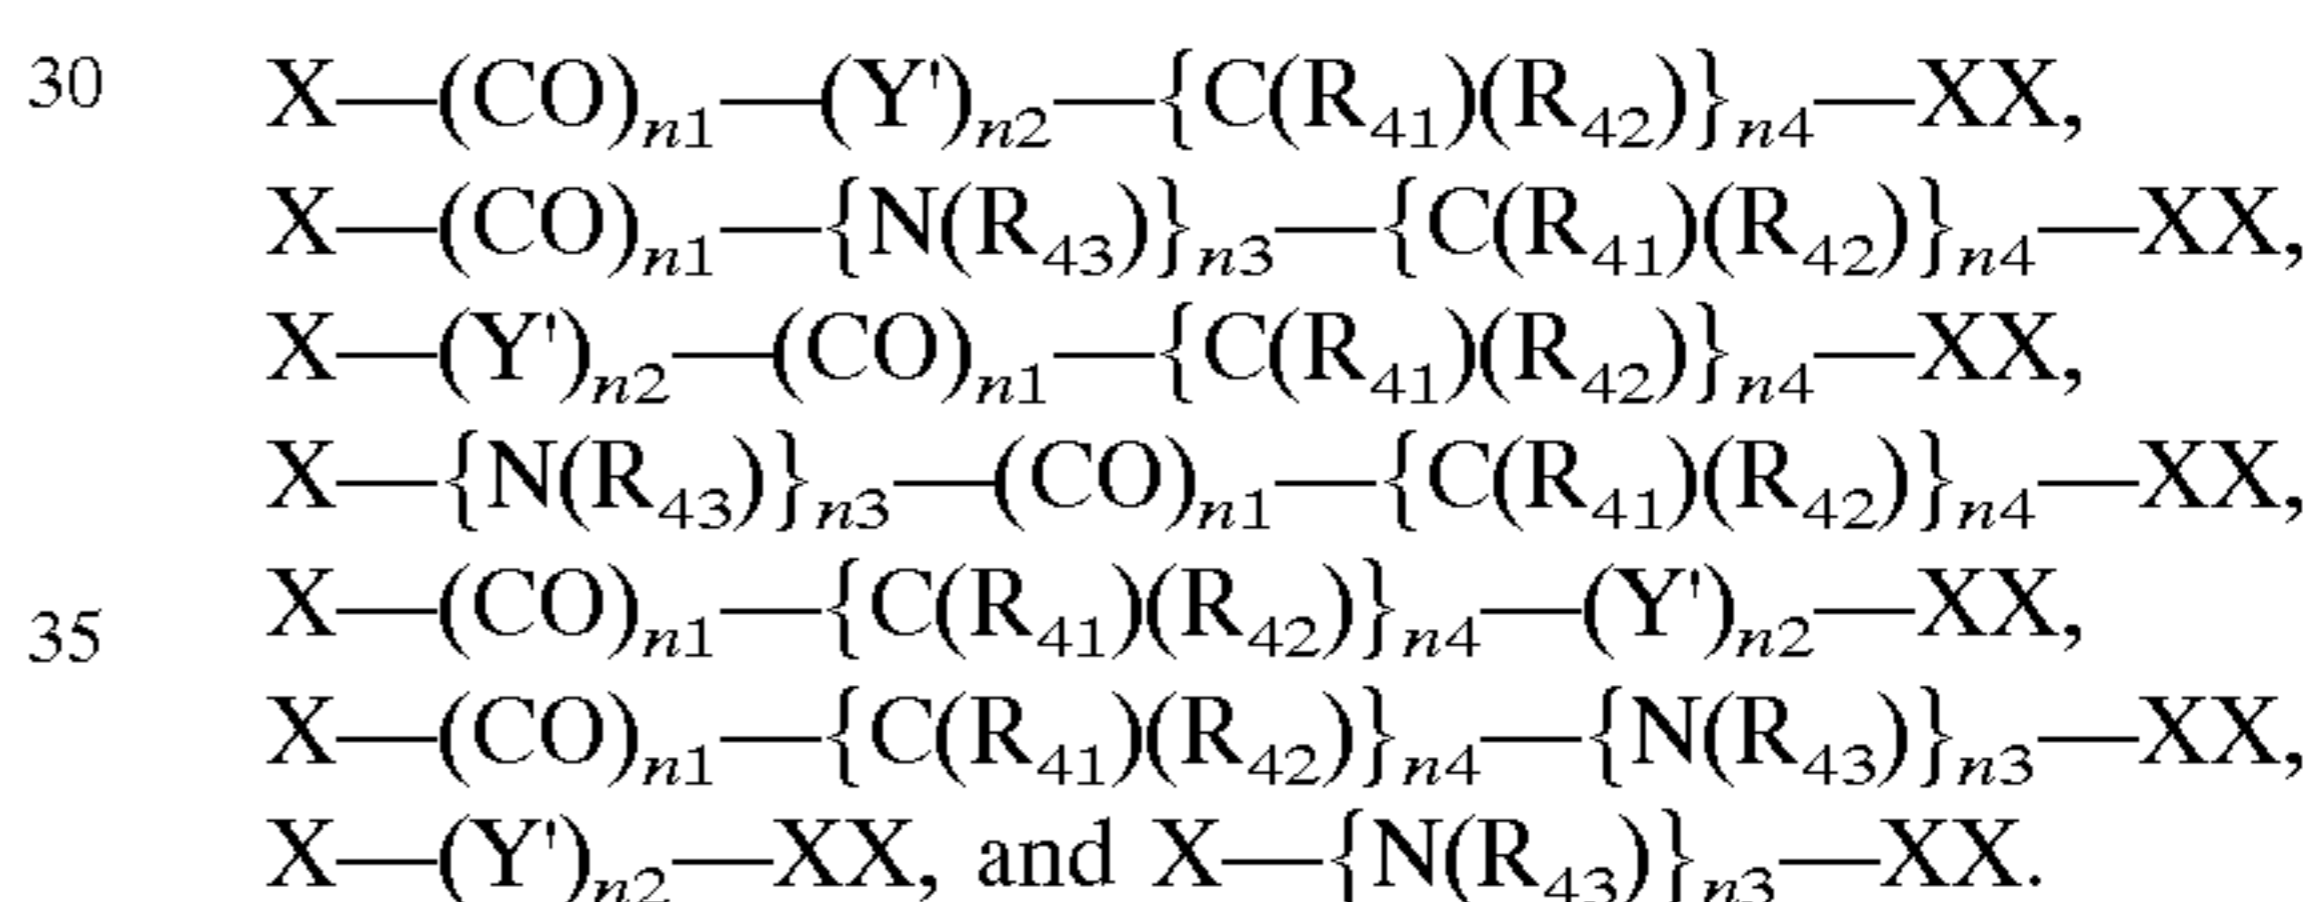 30 X—(CO)n1—(Y')n2—{C(R41)(R42)}n4—XX,
X—(CO)n1—{N(R43)}n3—{C(R41)(R42)}n4—XX,
X—(Y')n2—(CO)n1—{C(R41)(R42)}n4—XX,
X—{N(R43)}n3—(CO)n1—{C(R41)(R42)}n4—XX,
35 X—(CO)n1—{C(R41)(R42)}n4—(Y')n2—XX,
X—(CO)n1—{C(R41)(R42)}n4—{N(R43)}n3—XX,
X—(Y')n2—XX, and X—{N(R43)}n3—XX.